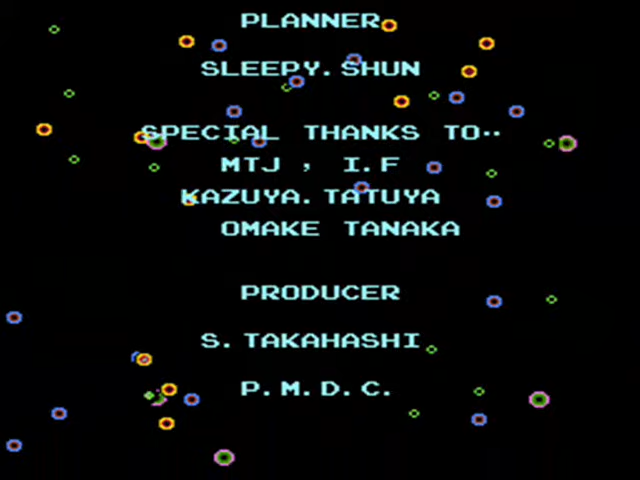 PLANNER
SLEEPY.SHUN
SPECIAL THANKS TO··
MTJ , I.F
KAZUYA.TATUYA
OMAKE TANAKA
PRODUCER
S.TAKAHASHI
P.M.D.C.